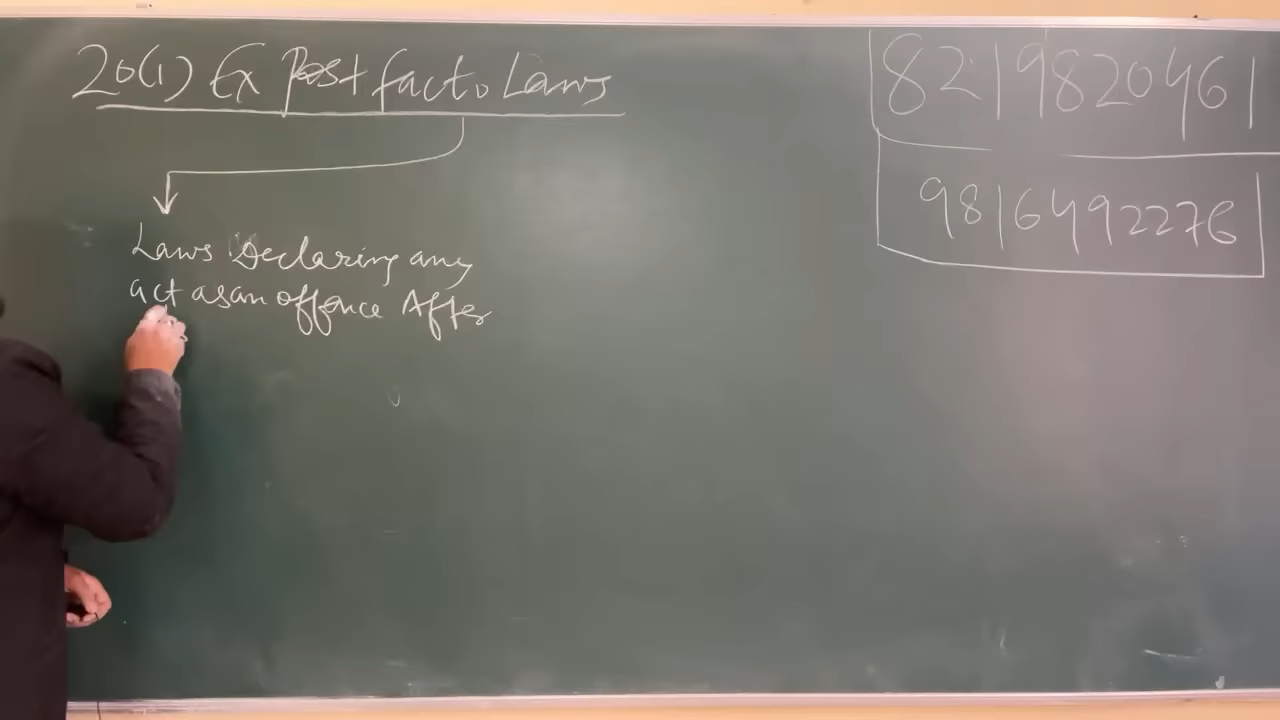 20(1) Ex Post facto Laws
8219820461
9816492276
Laws Declaring any
act as an offence After